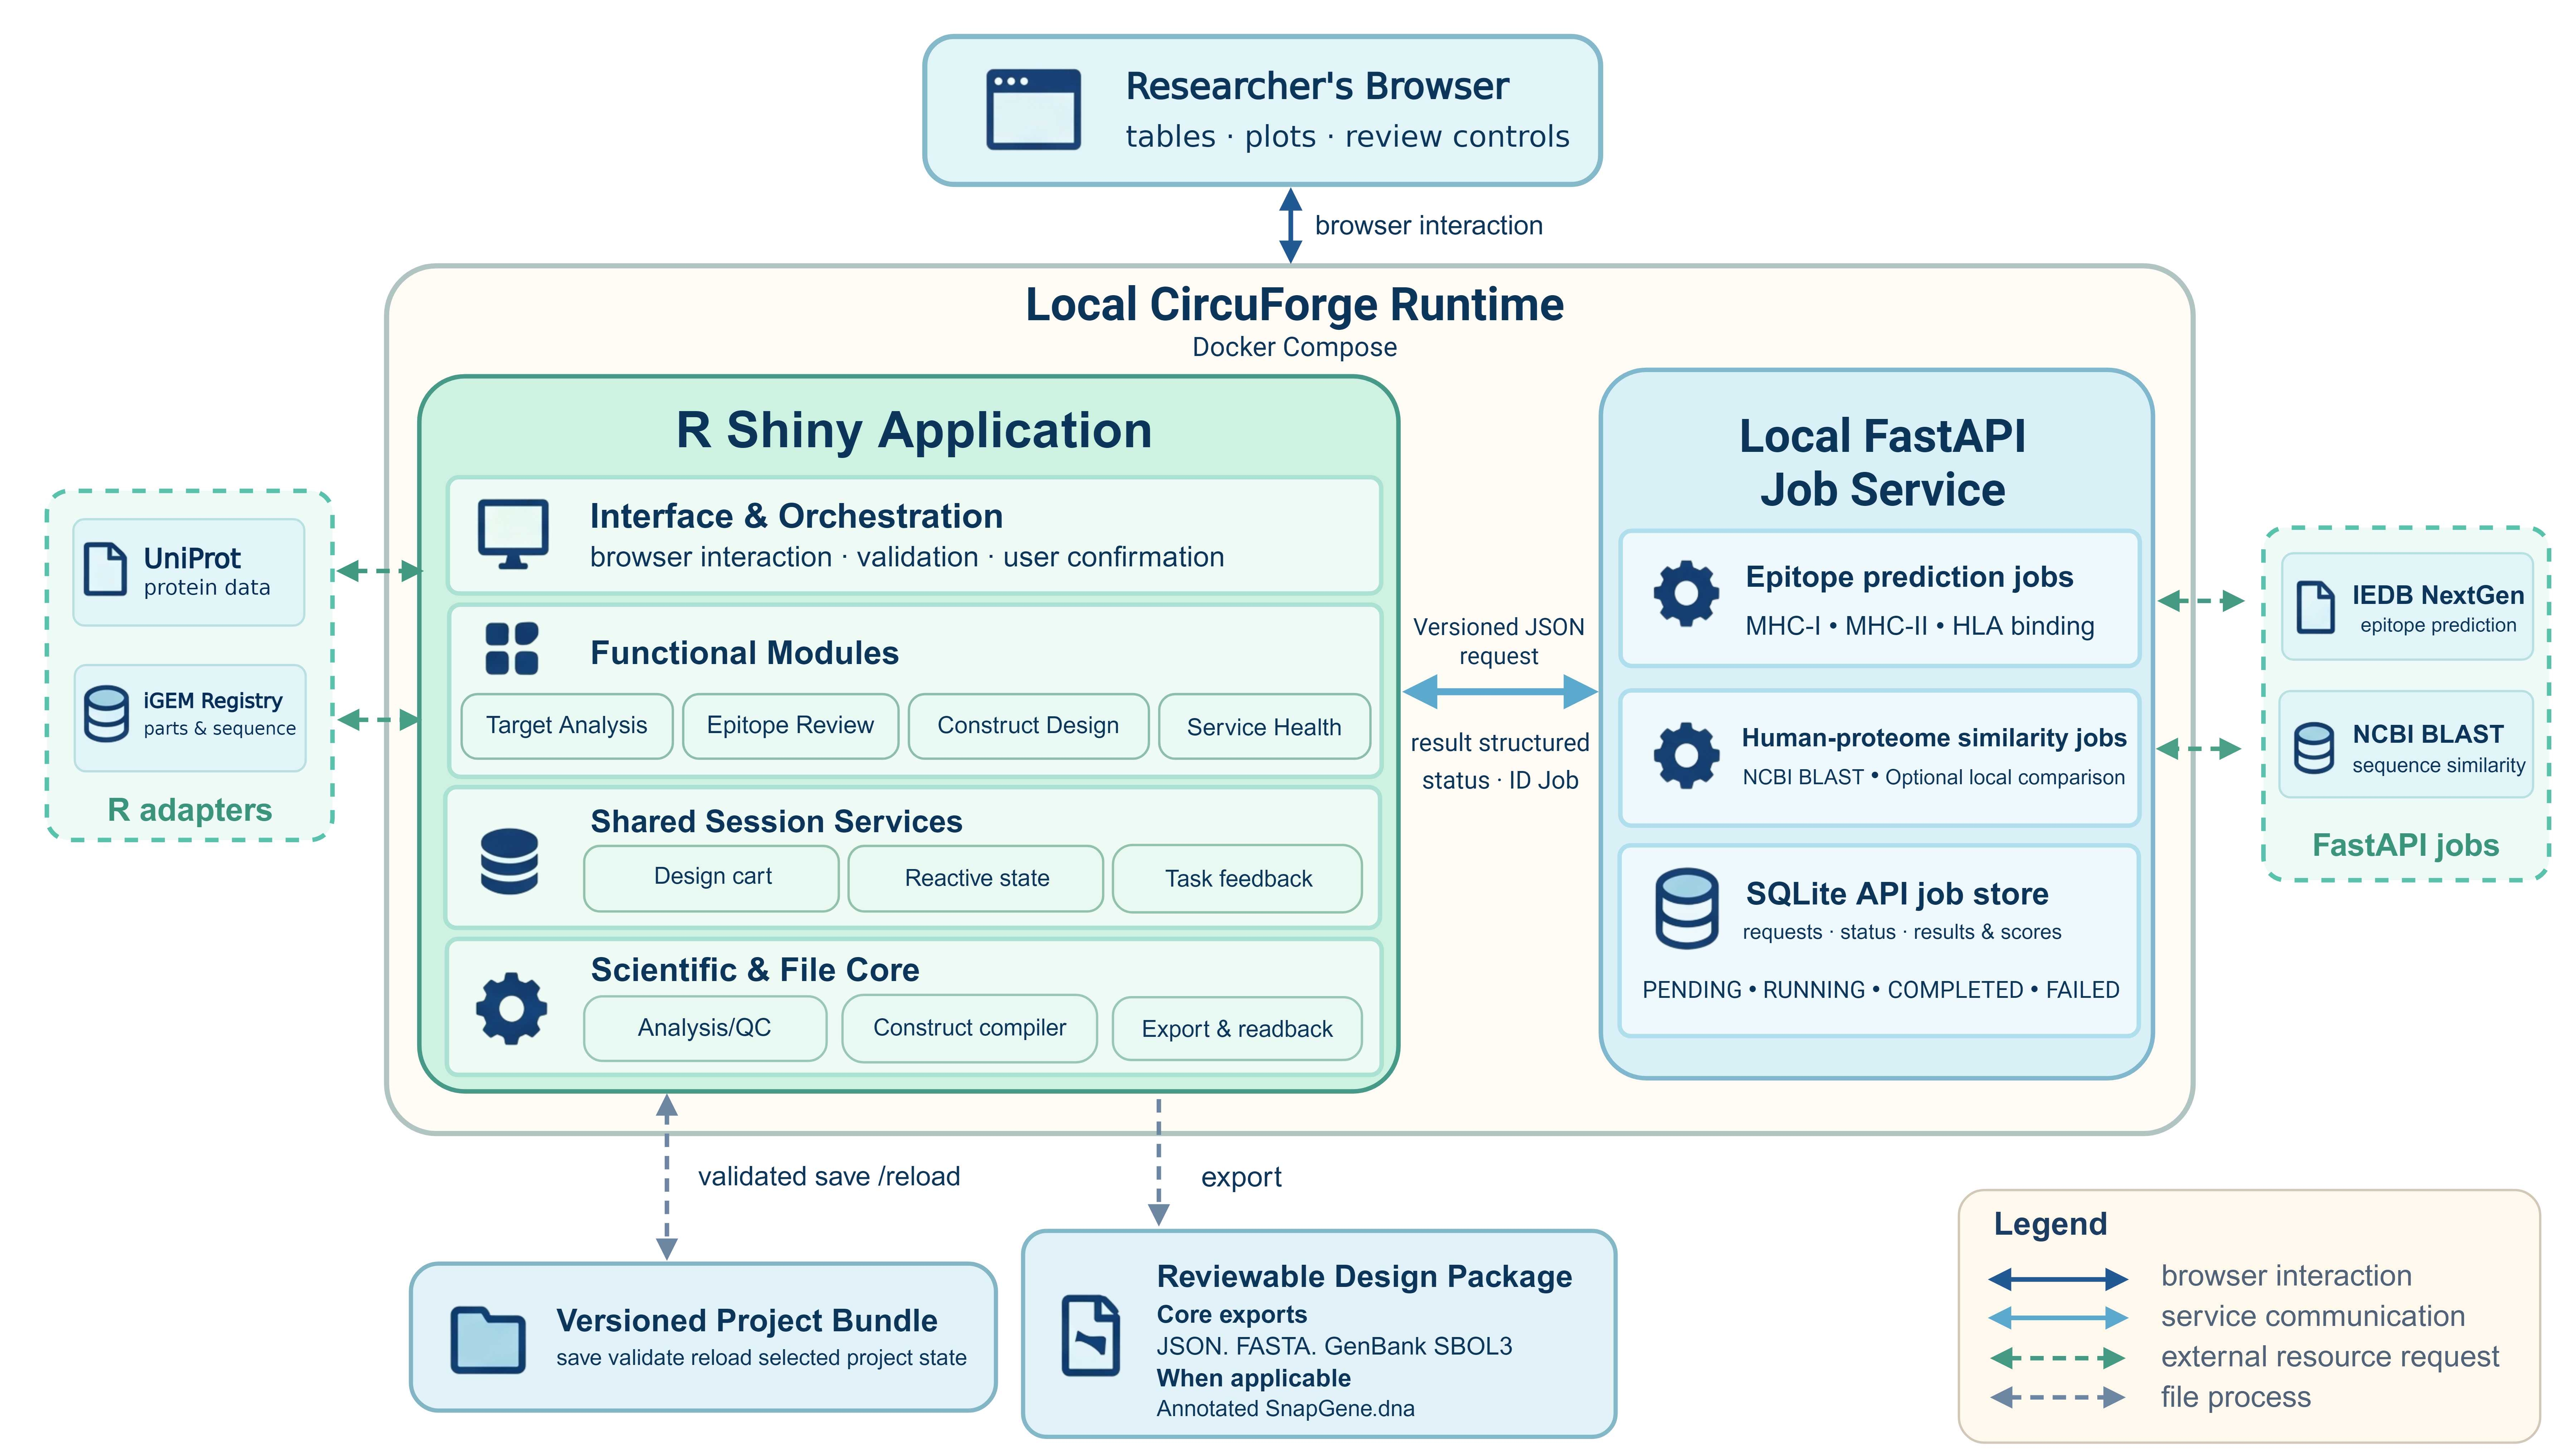 Researcher's Browser
tables · plots · review controls
browser interaction
Local CircuForge Runtime
Docker Compose
R Shiny Application
Interface & Orchestration
browser interaction · validation · user confirmation
Functional Modules
Target Analysis
Epitope Review
Construct Design
Service Health
Shared Session Services
Design cart
Reactive state
Task feedback
Scientific & File Core
Analysis/QC
Construct compiler
Export & readback
UniProt
protein data
iGEM Registry
parts & sequence
R adapters
Versioned JSON
request
result structured
status · ID Job
Local FastAPI
Job Service
Epitope prediction jobs
MHC-I • MHC-II • HLA binding
Human-proteome similarity jobs
NCBI BLAST • Optional local comparison
SQLite API job store
requests · status · results & scores
PENDING • RUNNING • COMPLETED • FAILED
IEDB NextGen
epitope prediction
NCBI BLAST
sequence similarity
FastAPI jobs
validated save /reload
export
Versioned Project Bundle
save validate reload selected project state
Reviewable Design Package
Core exports
JSON. FASTA. GenBank SBOL3
When applicable
Annotated SnapGene.dna
Legend
browser interaction
service communication
external resource request
file process